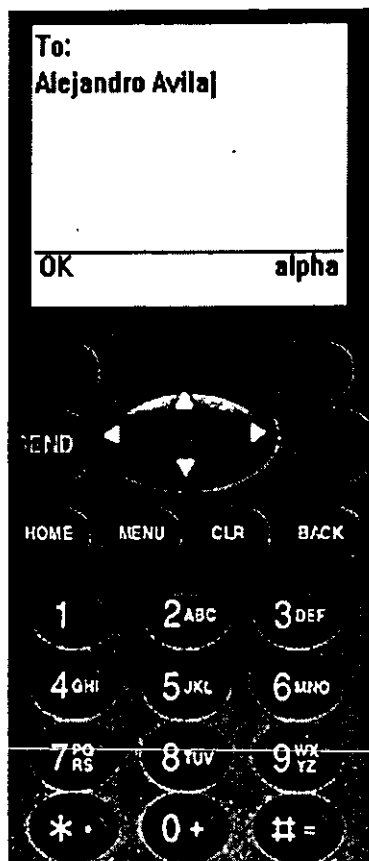 To:
Alejandro Avila
OK alpha
END
HOME MENU CLR BACK
1 2ABC 3DEF
4GHI 5JKL 6MNO
7PQRS 8TUV 9WXYZ
*· 0+ #=